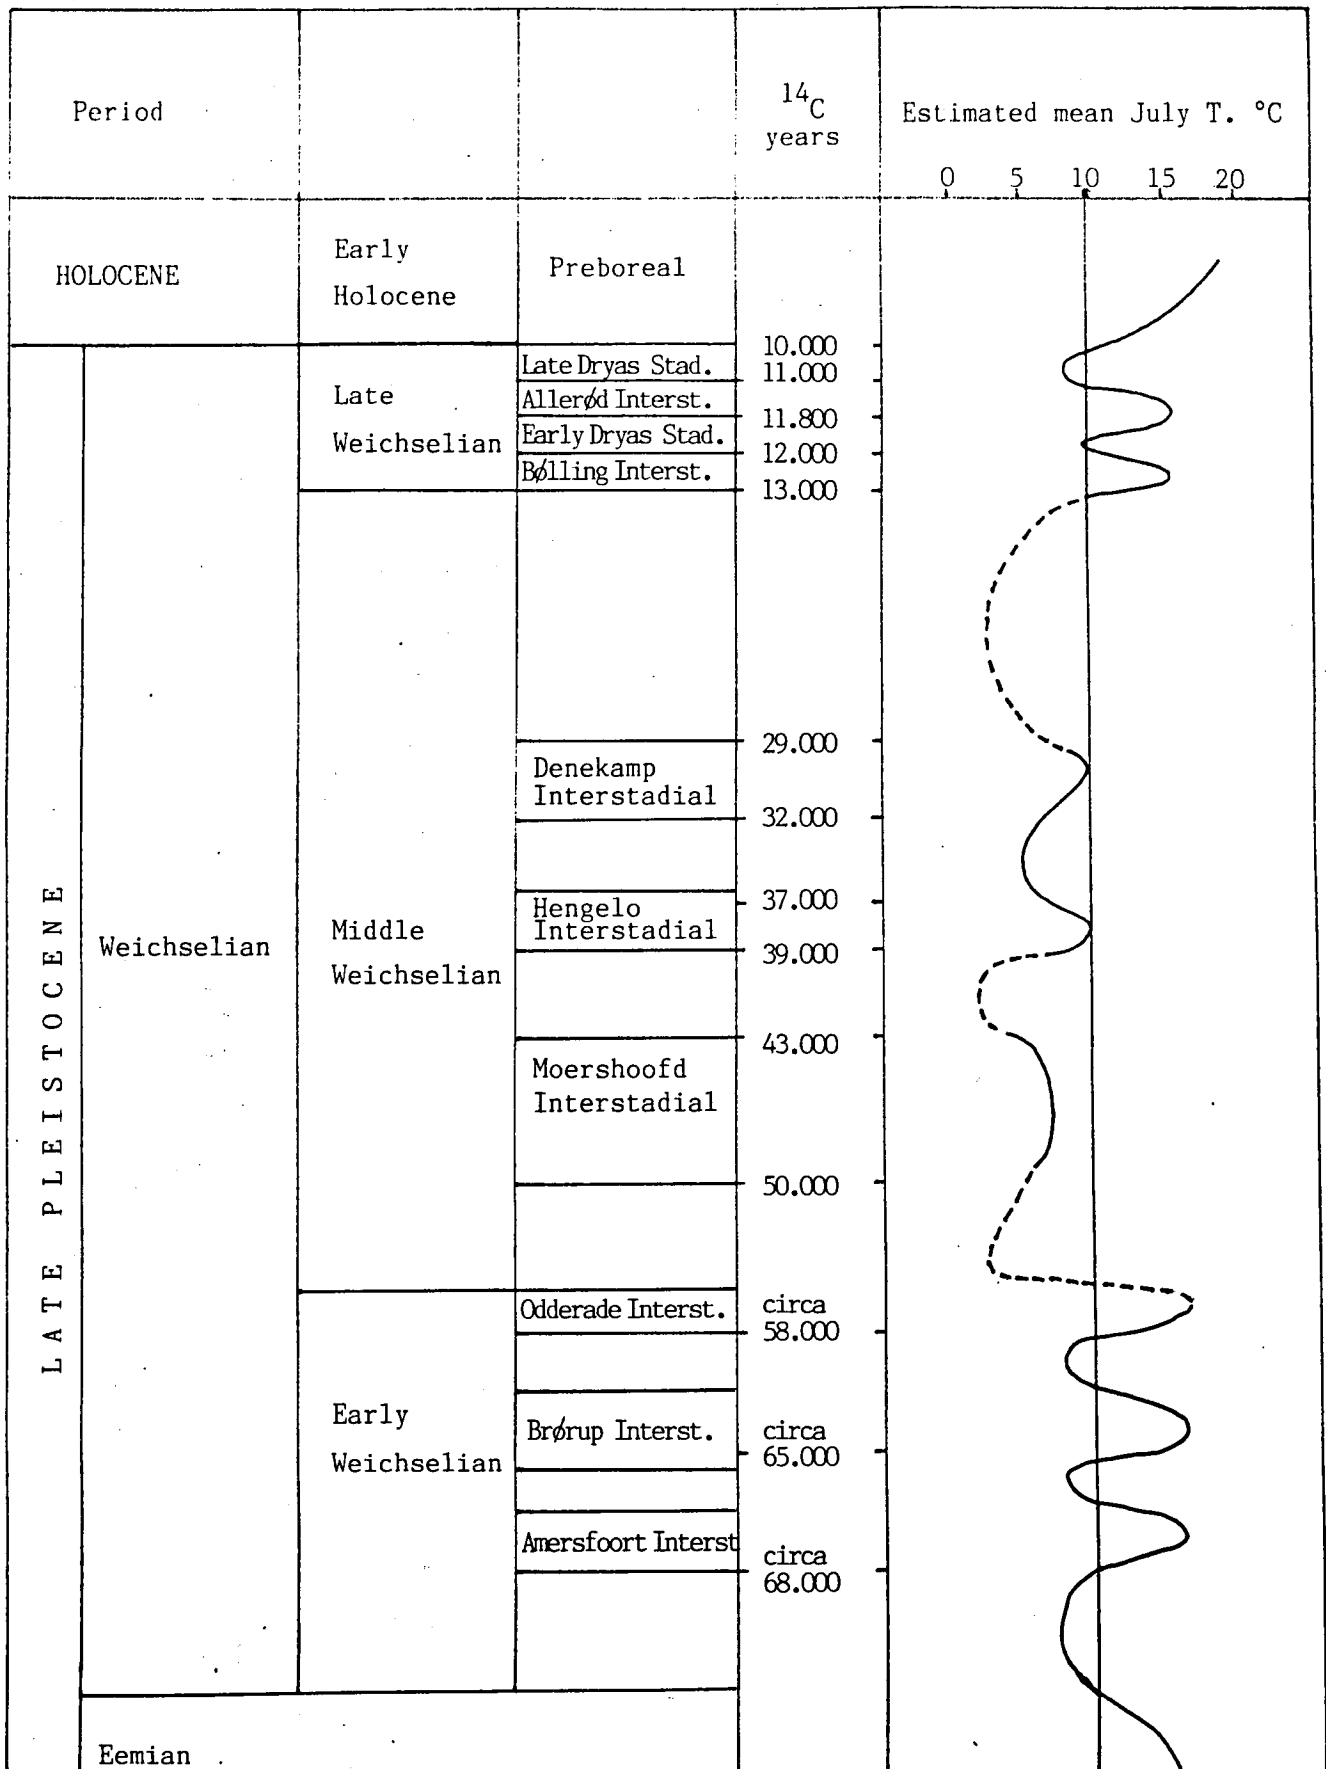 Period
14C
years
Estimated mean July T. °C
0 5 10 15 20
HOLOCENE
Early
Holocene
Preboreal
10.000
Late Dryas Stad.
11.000
Late
Weichselian
Allerød Interst.
11.800
Early Dryas Stad.
12.000
Bølling Interst.
13.000
29.000
Denekamp
Interstadial
32.000
37.000
Hengelo
Interstadial
39.000
LATE PLEISTOCENE
Weichselian
Middle
Weichselian
43.000
Moershoofd
Interstadial
50.000
Odderade Interst.
circa
58.000
Early
Weichselian
Brørup Interst.
circa
65.000
Amersfoort Interst
circa
68.000
Eemian